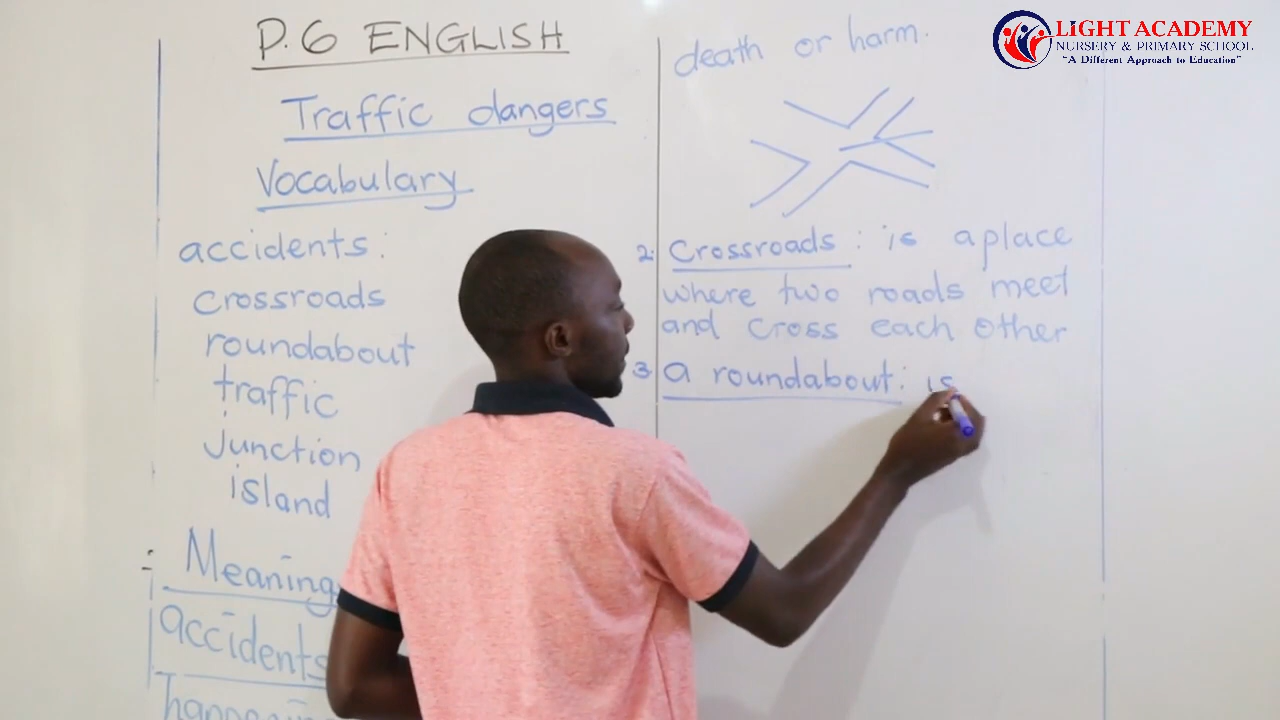 P.6 ENGLISH
Traffic dangers
Vocabulary
accidents:
crossroads
roundabout
traffic
junction
island
Meaning
accidents
death or harm.
2. Crossroads: is aplace
where two roads meet
and cross each other
3. a roundabout: is
LIGHT ACADEMY
NURSERY & PRIMARY SCHOOL
"A Different Approach to Education"